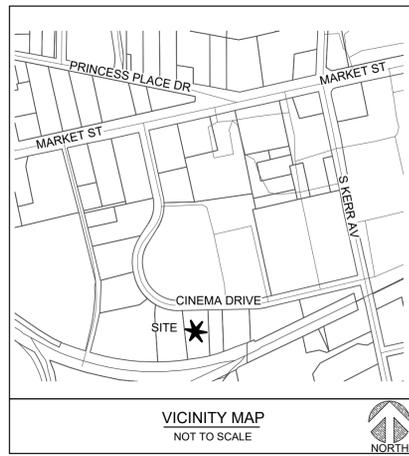 PRINCESS PLACE DR
MARKET ST
MARKET ST
S KERR AV
CINEMA DRIVE
SITE
VICINITY MAP
NOT TO SCALE
NORTH